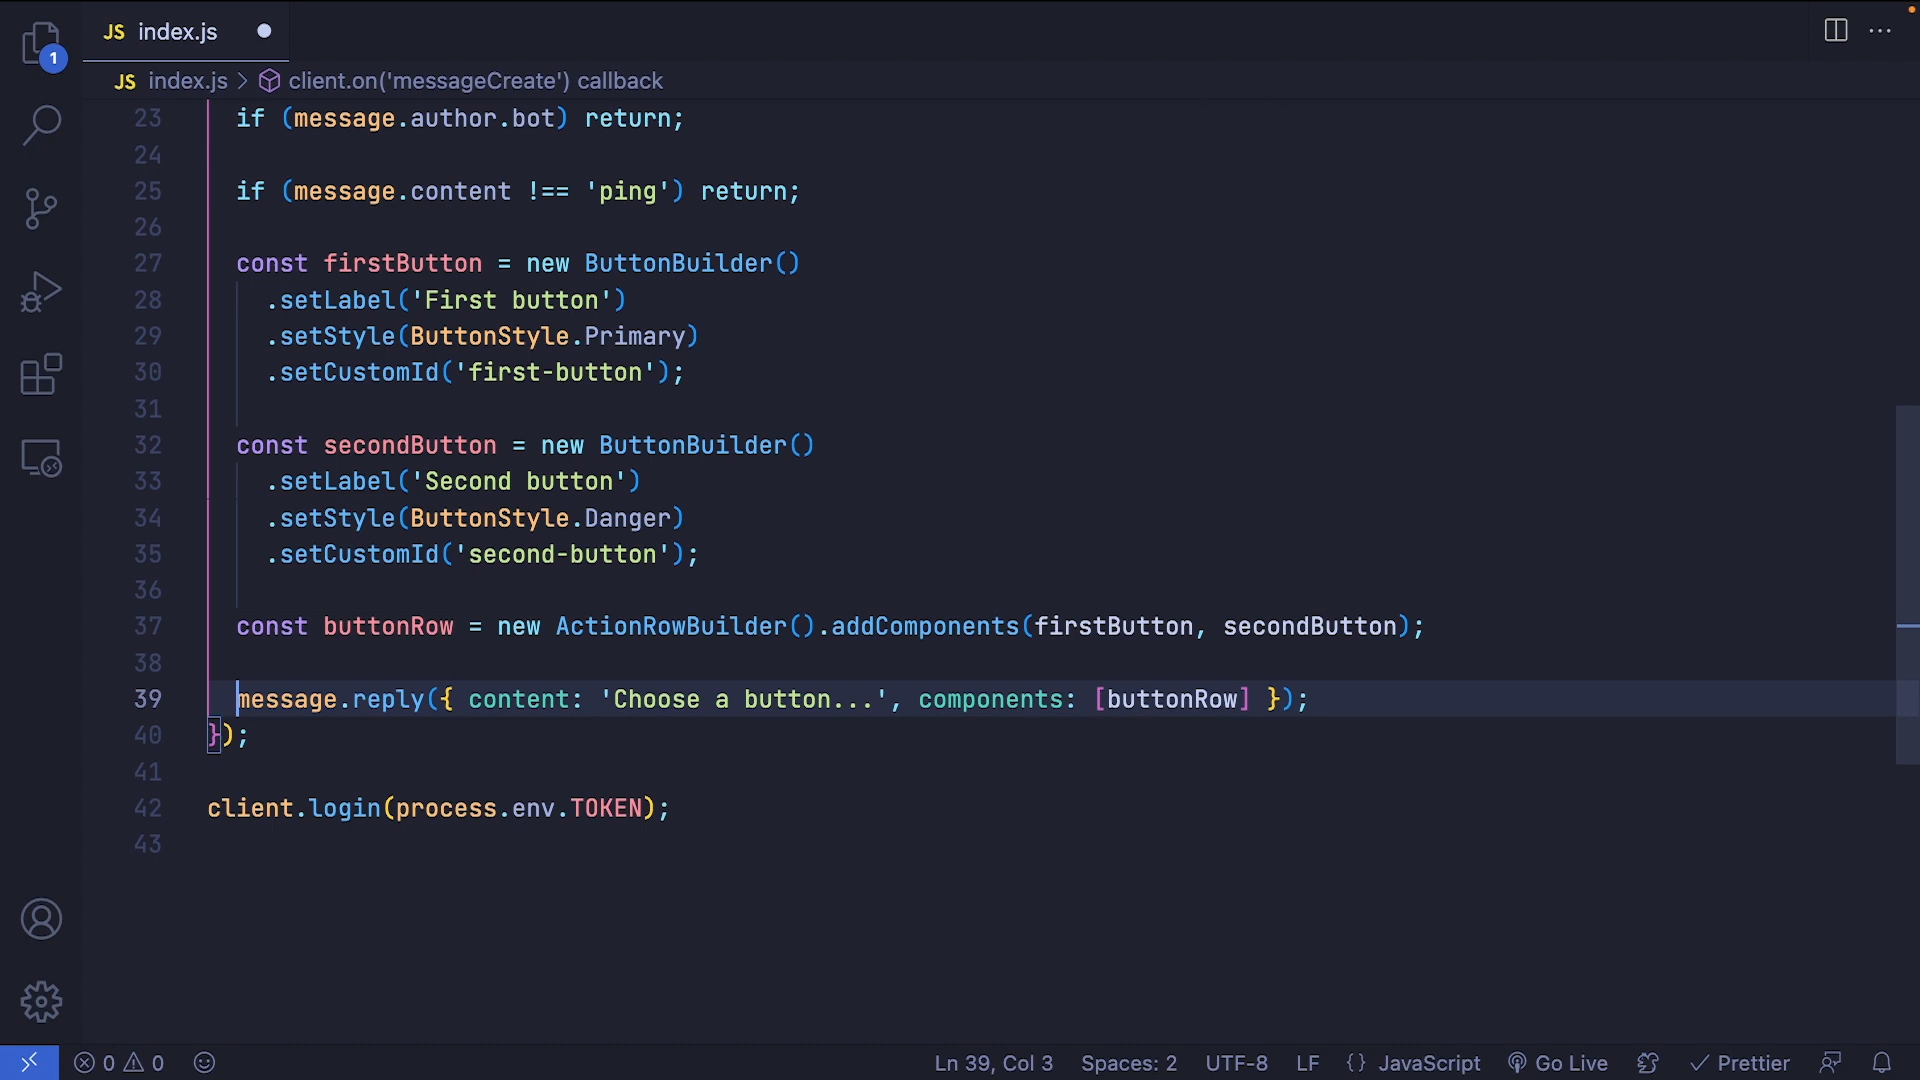 JS index.js
JS index.js > client.on('messageCreate') callback
1
23 if (message.author.bot) return;
24
25 if (message.content !== 'ping') return;
26
27 const firstButton = new ButtonBuilder()
28 .setLabel('First button')
29 .setStyle(ButtonStyle.Primary)
30 .setCustomId('first-button');
31
32 const secondButton = new ButtonBuilder()
33 .setLabel('Second button')
34 .setStyle(ButtonStyle.Danger)
35 .setCustomId('second-button');
36
37 const buttonRow = new ActionRowBuilder().addComponents(firstButton, secondButton);
38
39 message.reply({ content: 'Choose a button...', components: [buttonRow] });
40 });
41
42 client.login(process.env.TOKEN);
43
0 0 Ln 39, Col 3 Spaces: 2 UTF-8 LF {} JavaScript Go Live Prettier